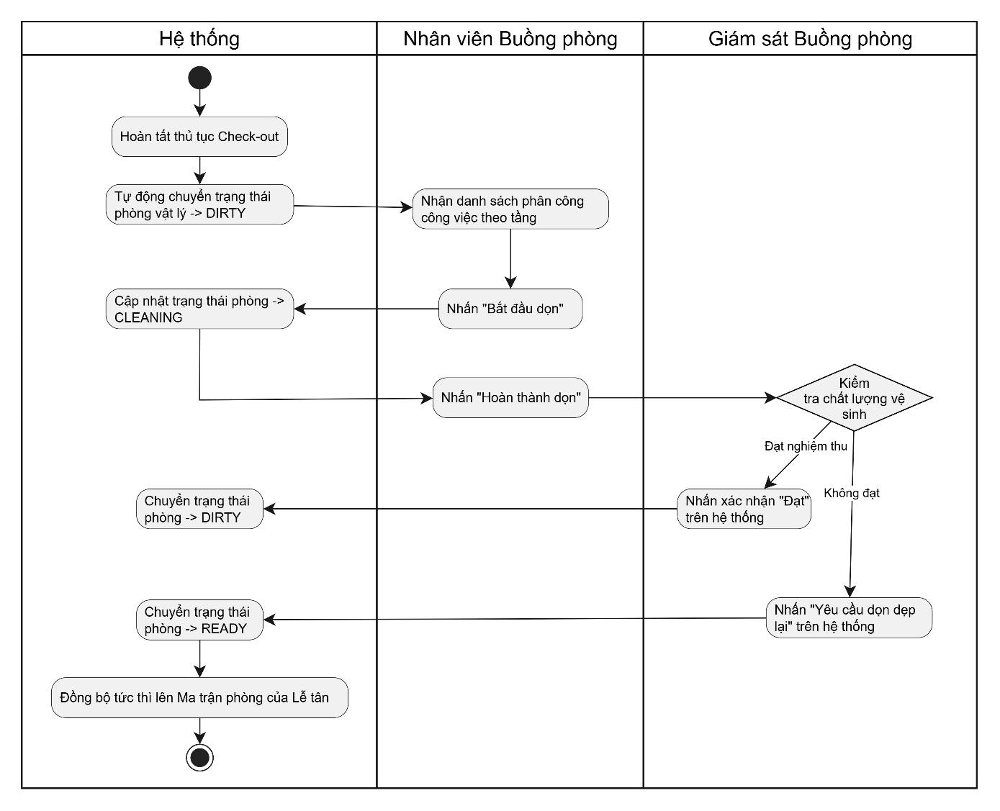 Hệ thống
Nhân viên Buồng phòng
Giám sát Buồng phòng
Hoàn tất thủ tục Check-out
Tự động chuyển trạng thái
phòng vật lý -> DIRTY
Nhận danh sách phân công
công việc theo tầng
Cập nhật trạng thái phòng ->
CLEANING
Nhấn "Bắt đầu dọn"
Nhấn "Hoàn thành dọn"
Kiểm
tra chất lượng vệ
sinh
Đạt nghiệm thu
Không đạt
Chuyển trạng thái
phòng -> DIRTY
Nhấn xác nhận "Đạt"
trên hệ thống
Chuyển trạng thái
phòng -> READY
Nhấn "Yêu cầu dọn dẹp
lại" trên hệ thống
Đồng bộ tức thì lên Ma trận phòng của Lễ tân